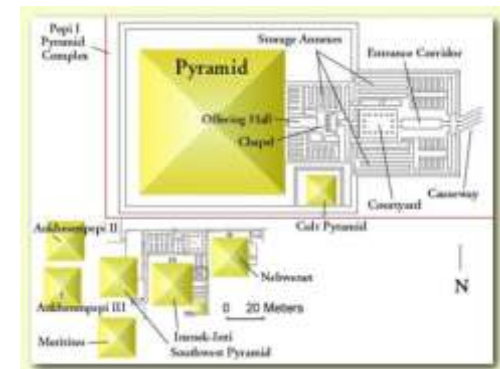 Pepi I
Pyramid
Complex
Storage Annexes
Entrance Corridor
Pyramid
Offering Hall
Chapel
Courtyard
Causeway
Cult Pyramid
Ankhesenpepi II
Nebwenet
N
Ankhesenpepi III
0 20 Meters
Meritites
Inenek-Inti
Southwest Pyramid